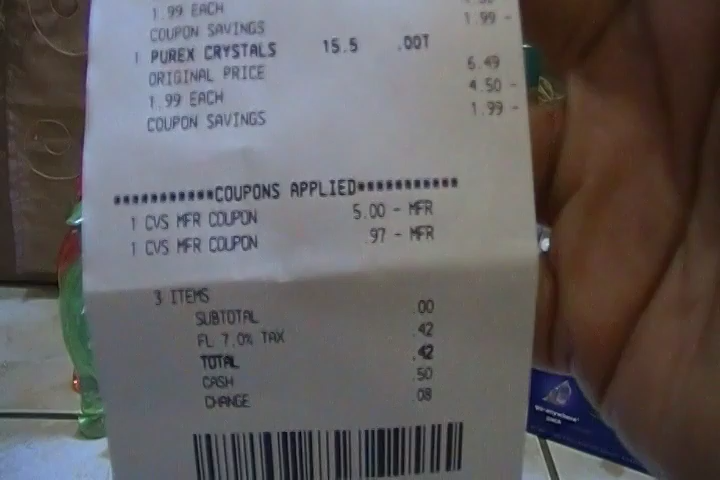 1.99 EACH
COUPON SAVINGS 1.99 -
1 PUREX CRYSTALS 15.5 .00T
ORIGINAL PRICE 6.49
1.99 EACH 4.50 -
COUPON SAVINGS 1.99 -
***********COUPONS APPLIED***********
1 CVS MFR COUPON 5.00 - MFR
1 CVS MFR COUPON .97 - MFR
3 ITEMS
SUBTOTAL .00
FL 7.0% TAX .42
TOTAL .42
CASH .50
CHANGE .08